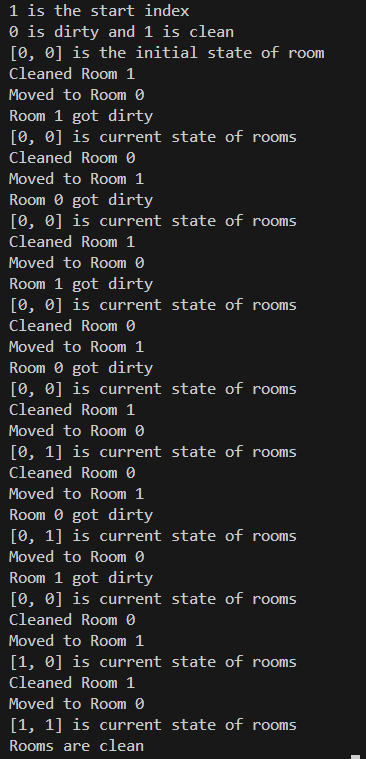 1 is the start index
0 is dirty and 1 is clean
[0, 0] is the initial state of room
Cleaned Room 1
Moved to Room 0
Room 1 got dirty
[0, 0] is current state of rooms
Cleaned Room 0
Moved to Room 1
Room 0 got dirty
[0, 0] is current state of rooms
Cleaned Room 1
Moved to Room 0
Room 1 got dirty
[0, 0] is current state of rooms
Cleaned Room 0
Moved to Room 1
Room 0 got dirty
[0, 0] is current state of rooms
Cleaned Room 1
Moved to Room 0
[0, 1] is current state of rooms
Cleaned Room 0
Moved to Room 1
Room 0 got dirty
[0, 1] is current state of rooms
Moved to Room 0
Room 1 got dirty
[0, 0] is current state of rooms
Cleaned Room 0
Moved to Room 1
[1, 0] is current state of rooms
Cleaned Room 1
Moved to Room 0
[1, 1] is current state of rooms
Rooms are clean